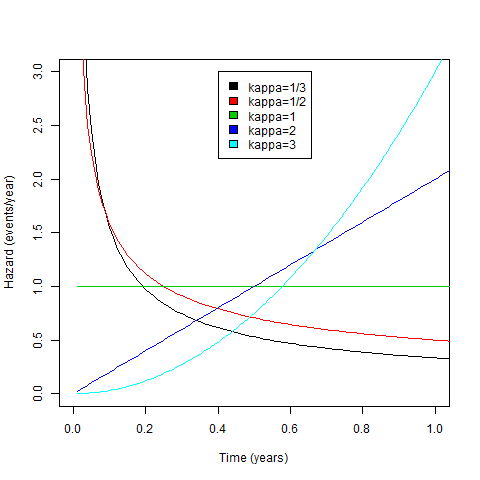 kappa=1/3
kappa=1/2
kappa=1
kappa=2
kappa=3
Hazard (events/year)
3.0
2.5
2.0
1.5
1.0
0.5
0.0
0.0 0.2 0.4 0.6 0.8 1.0
Time (years)